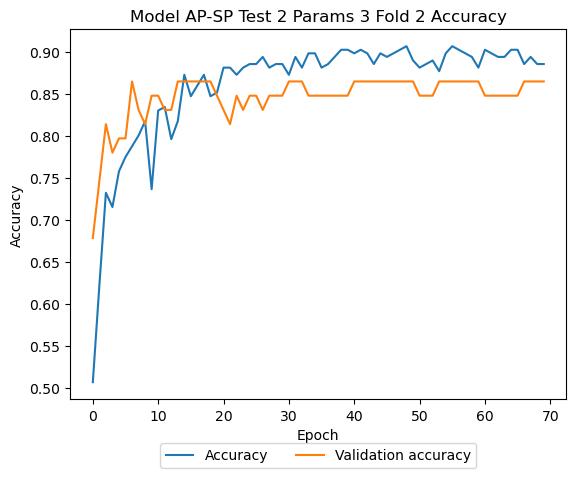 Model AP-SP Test 2 Params 3 Fold 2 Accuracy
Accuracy
0.90
0.85
0.80
0.75
0.70
0.65
0.60
0.55
0.50
0 10 20 30 40 50 60 70
Epoch
Accuracy Validation accuracy